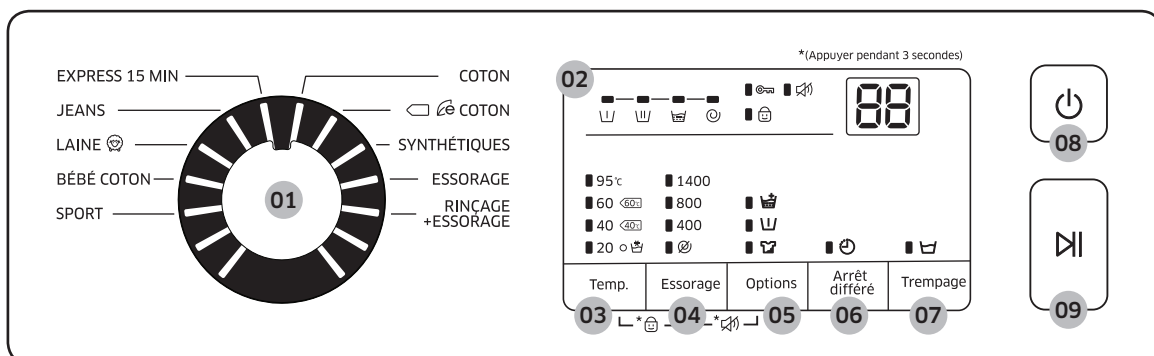 *(Appuyer pendant 3 secondes)
EXPRESS 15 MIN
JEANS
LAINE
BÉBÉ COTON
SPORT
COTON
COTON
SYNTHÉTIQUES
ESSORAGE
RINÇAGE
+ESSORAGE
01
02
88
95°c 1400
60 60°c 800
40 40°c 400
20
Temp. Essorage Options Arrêt différé Trempage
03 04 05 06 07
* *
08
09